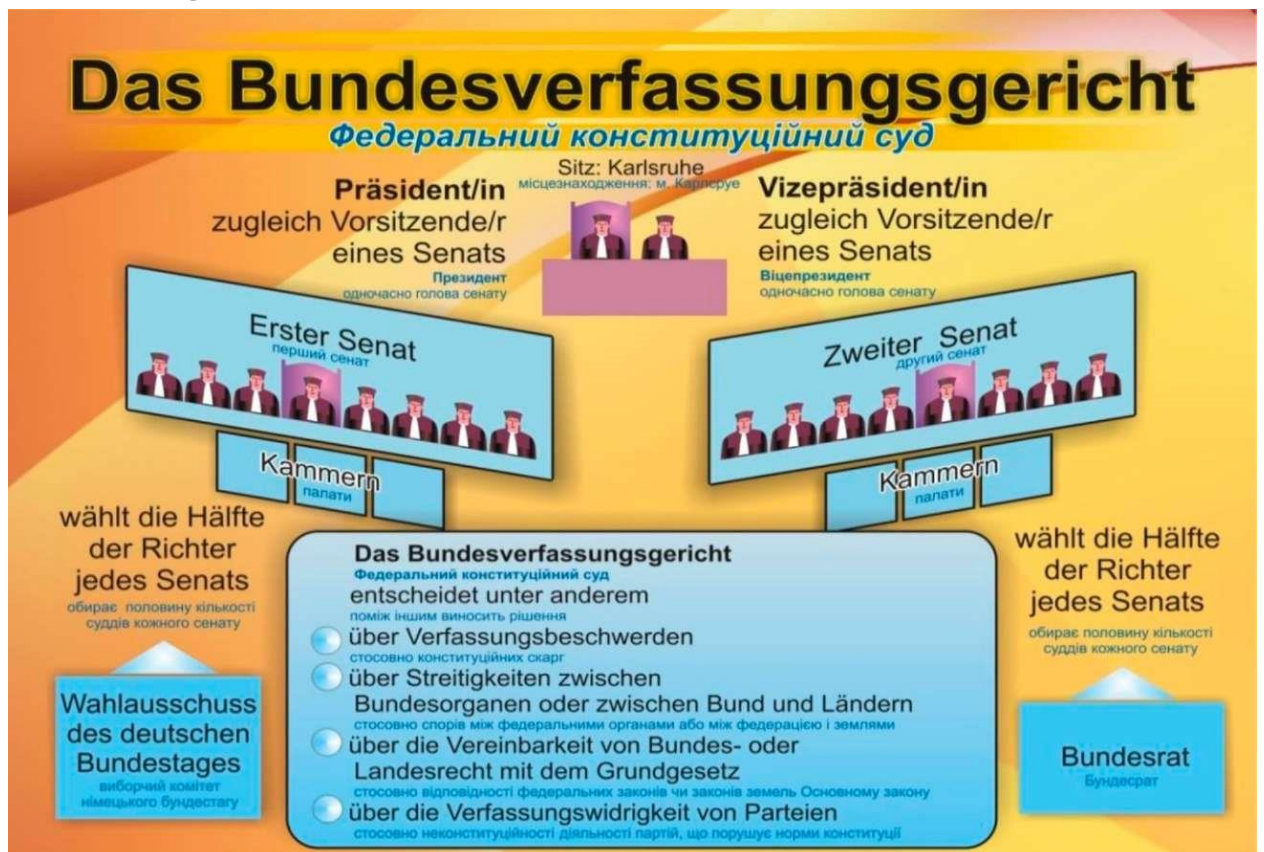 Das Bundesverfassungsgericht
Федеральний конституційний суд
Sitz: Karlsruhe
місцезнаходження: м. Карлсруе
Präsident/in
zugleich Vorsitzende/r
eines Senats
Президент
одночасно голова сенату
Vizepräsident/in
zugleich Vorsitzende/r
eines Senats
Віцепрезидент
одночасно голова сенату
Erster Senat
перший сенат
Zweiter Senat
другий сенат
Kammern
палати
Kammern
палати
wählt die Hälfte
der Richter
jedes Senats
обирає половину кількості
суддів кожного сенату
Wahlausschuss
des deutschen
Bundestages
виборчий комітет
німецького бундестагу
Das Bundesverfassungsgericht
Федеральний конституційний суд
entscheidet unter anderem
поміж іншим виносить рішення
über Verfassungsbeschwerden
стосовно конституційних скарг
über Streitigkeiten zwischen
Bundesorganen oder zwischen Bund und Ländern
стосовно спорів між федеральними органами або між федерацією і землями
über die Vereinbarkeit von Bundes- oder
Landesrecht mit dem Grundgesetz
стосовно відповідності федеральних законів чи законів земель Основному закону
über die Verfassungswidrigkeit von Parteien
стосовно неконституційності діяльності партій, що порушує норми конституції
wählt die Hälfte
der Richter
jedes Senats
обирає половину кількості
суддів кожного сенату
Bundesrat
Бундесрат